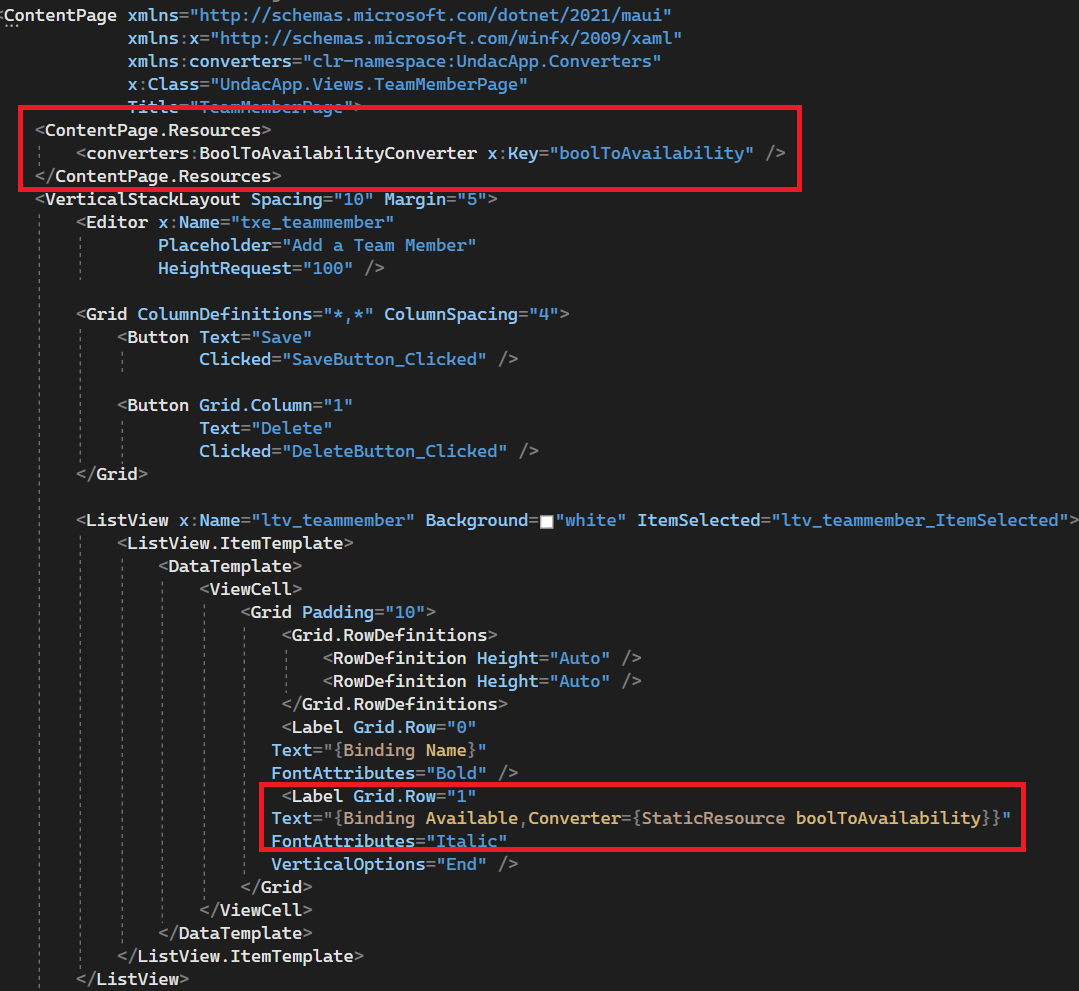 <ContentPage xmlns="http://schemas.microsoft.com/dotnet/2021/maui"
xmlns:x="http://schemas.microsoft.com/winfx/2009/xaml"
xmlns:converters="clr-namespace:UndacApp.Converters"
x:Class="UndacApp.Views.TeamMemberPage"
Title="TeamMemberPage">
<ContentPage.Resources>
<converters:BoolToAvailabilityConverter x:Key="boolToAvailability" />
</ContentPage.Resources>
<VerticalStackLayout Spacing="10" Margin="5">
<Editor x:Name="txe_teammember"
Placeholder="Add a Team Member"
HeightRequest="100" />
<Grid ColumnDefinitions="*,*" ColumnSpacing="4">
<Button Text="Save"
Clicked="SaveButton_Clicked" />
<Button Grid.Column="1"
Text="Delete"
Clicked="DeleteButton_Clicked" />
</Grid>
<ListView x:Name="ltv_teammember" Background="white" ItemSelected="ltv_teammember_ItemSelected">
<ListView.ItemTemplate>
<DataTemplate>
<ViewCell>
<Grid Padding="10">
<Grid.RowDefinitions>
<RowDefinition Height="Auto" />
<RowDefinition Height="Auto" />
</Grid.RowDefinitions>
<Label Grid.Row="0"
Text="{Binding Name}"
FontAttributes="Bold" />
<Label Grid.Row="1"
Text="{Binding Available,Converter={StaticResource boolToAvailability}}"
FontAttributes="Italic"
VerticalOptions="End" />
</Grid>
</ViewCell>
</DataTemplate>
</ListView.ItemTemplate>
</ListView>